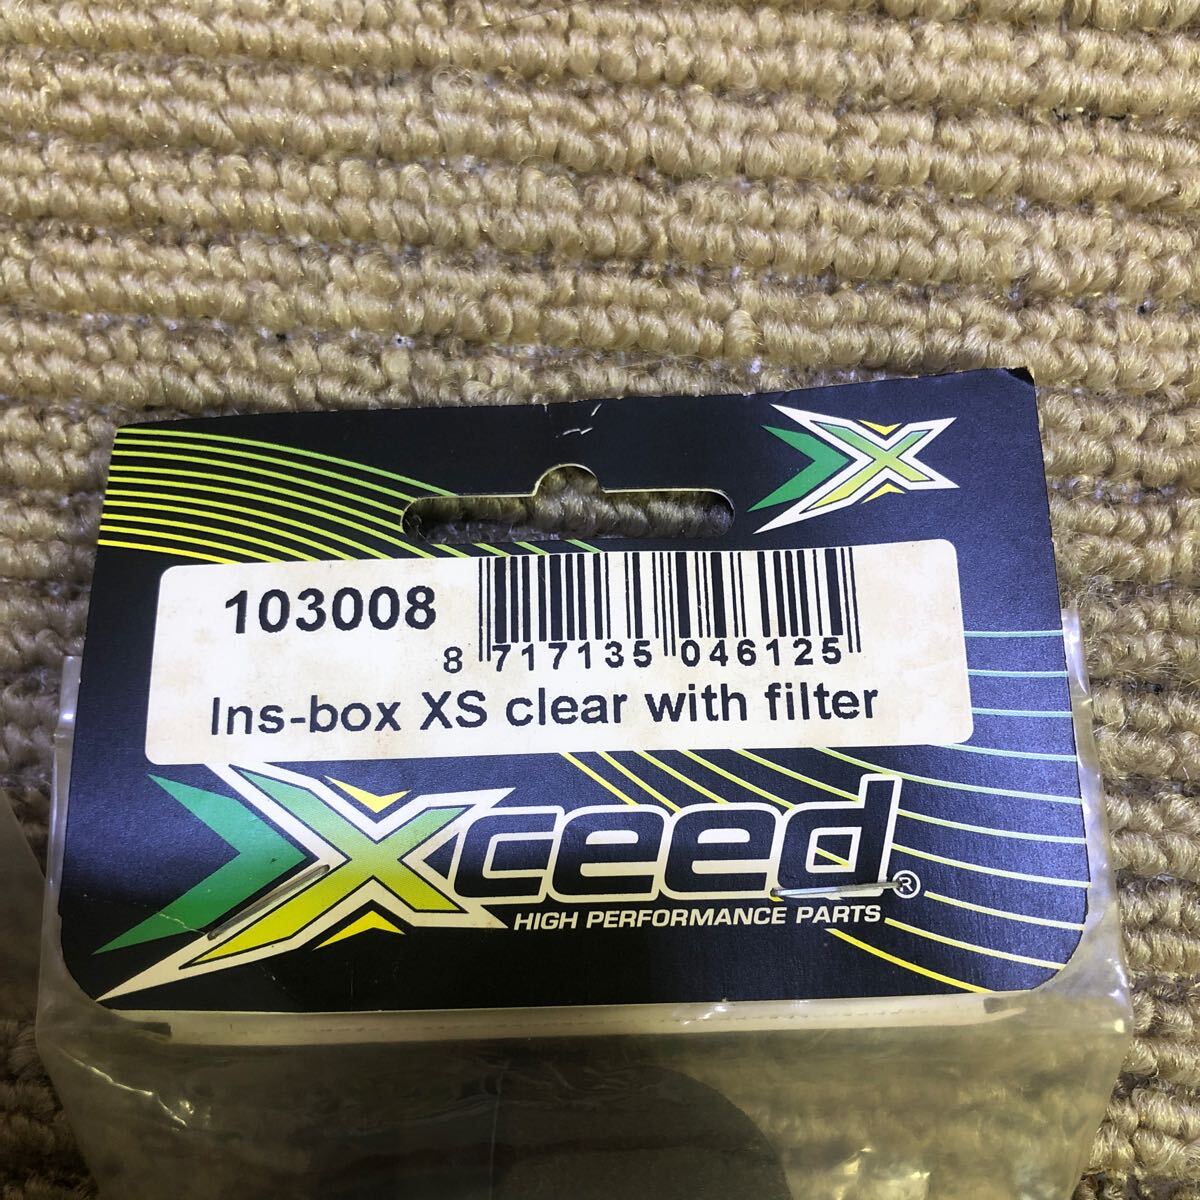 103008
8 717135 046125
Ins-box XS clear with filter
Xceed®
HIGH PERFORMANCE PARTS